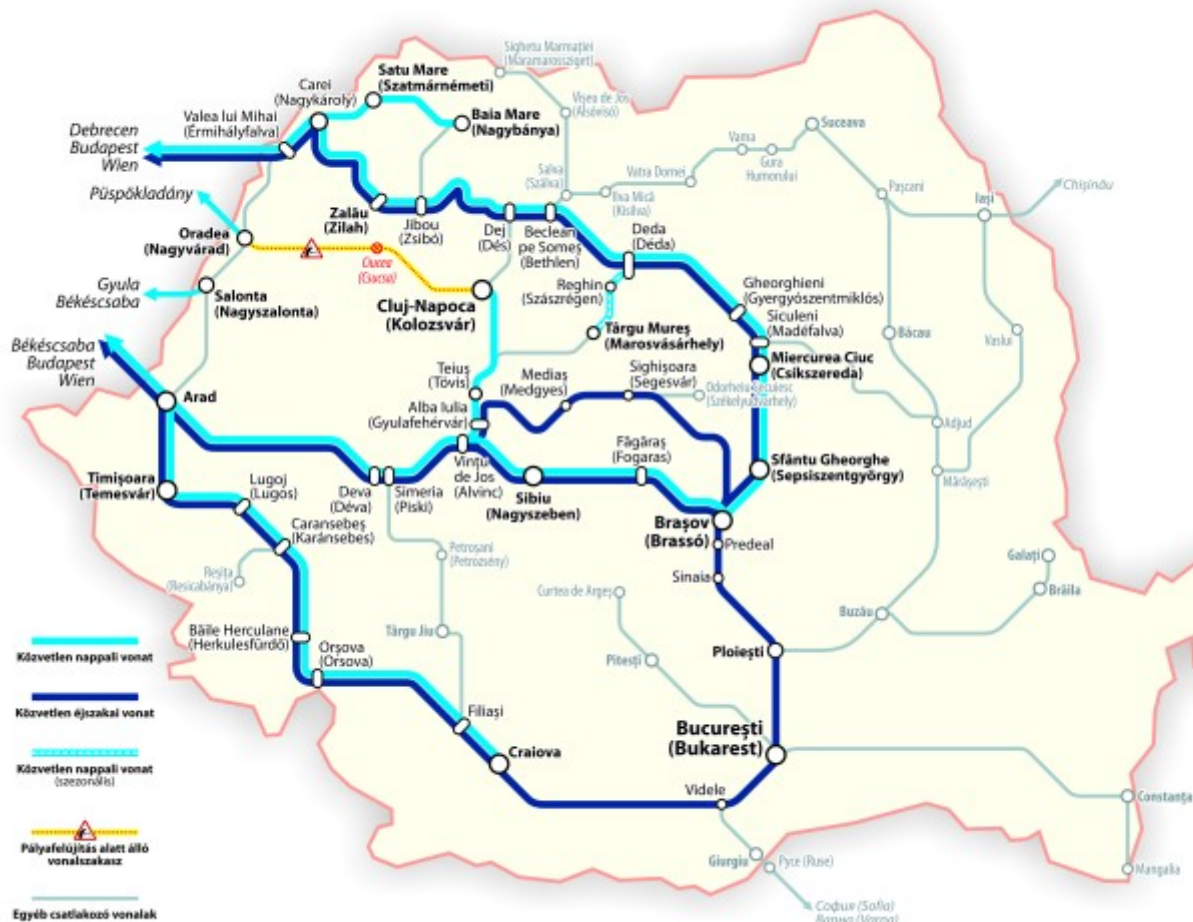 Sighetu Marmației
(Máramarossziget)
Satu Mare
(Szatmárnémeti)
Carei
(Nagykároly)
Vișeu de Jos
(Alsóvisó)
Baia Mare
(Nagybánya)
Valea lui Mihai
(Érmihályfalva)
Debrecen
Budapest
Wien
Suceava
Vama
Gura
Humorului
Salva
(Szálva)
Vatra Dornei
Ilva Mică
(Kisilva)
Pașcani
Iași
Chișinău
Püspökladány
Zalău
(Zilah)
Jibou
(Zsibó)
Dej
(Dés)
Beclean
pe Someș
(Bethlen)
Deda
(Déda)
Oradea
(Nagyvárad)
Ciucea
(Csucsa)
Reghin
(Szászrégen)
Gheorghieni
(Gyergyószentmiklós)
Gyula
Békéscsaba
Salonta
(Nagyszalonta)
Cluj-Napoca
(Kolozsvár)
Siculeni
(Madéfalva)
Târgu Mureș
(Marosvásárhely)
Băcau
Vaslui
Békéscsaba
Budapest
Wien
Miercurea Ciuc
(Csíkszereda)
Teiuș
(Tövis)
Mediaș
(Medgyes)
Sighișoara
(Segesvár)
Odorheiu Secuiesc
(Székelyudvarhely)
Arad
Alba Iulia
(Gyulafehérvár)
Adjud
Făgăraș
(Fogaras)
Sfântu Gheorghe
(Sepsiszentgyörgy)
Mărășești
Timișoara
(Temesvár)
Lugoj
(Lugos)
Deva
(Déva)
Simeria
(Piski)
Vințu
de Jos
(Alvinc)
Sibiu
(Nagyszeben)
Caransebeș
(Karánsebes)
Brașov
(Brassó)
Predeal
Petroșani
(Petrozsény)
Galați
Reșița
(Resicabánya)
Sinaia
Curtea de Argeș
Brăila
Buzău
Târgu Jiu
Băile Herculane
(Herkulesfürdő)
Orșova
(Orsova)
Ploiești
Pitești
Közvetlen nappali vonat
Közvetlen éjszakai vonat
Filiași
București
(Bukarest)
Craiova
Közvetlen nappali vonat
(szezonális)
Videle
Constanța
Pályafelújítás alatt álló
vonalszakasz
Giurgiu
Русе (Ruse)
Mangalia
Egyéb csatlakozó vonalak
София (Sofia)
Варна (Varna)